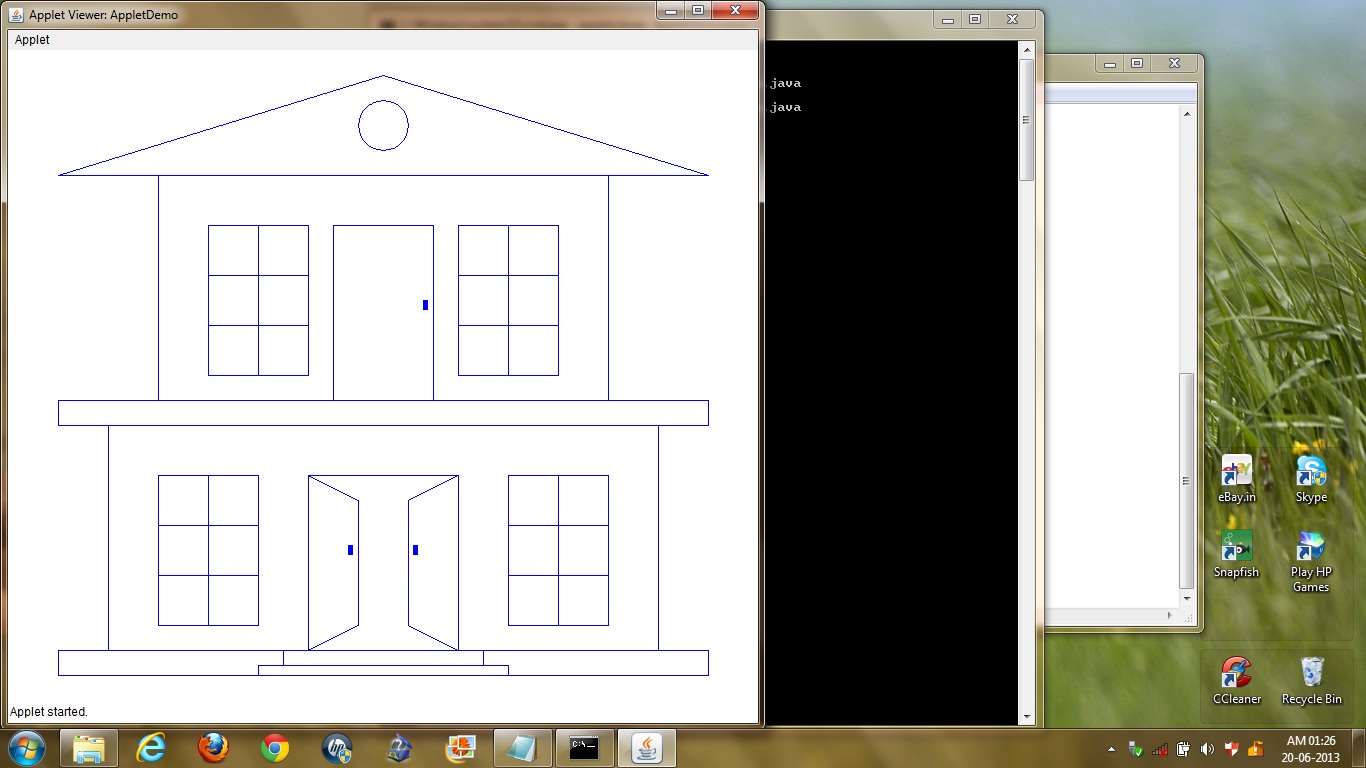 Applet Viewer: AppletDemo
Applet
.java
.java
Applet started.
eBay.in
Skype
Snapfish
Play HP
Games
CCleaner
Recycle Bin
AM 01:26
20-06-2013